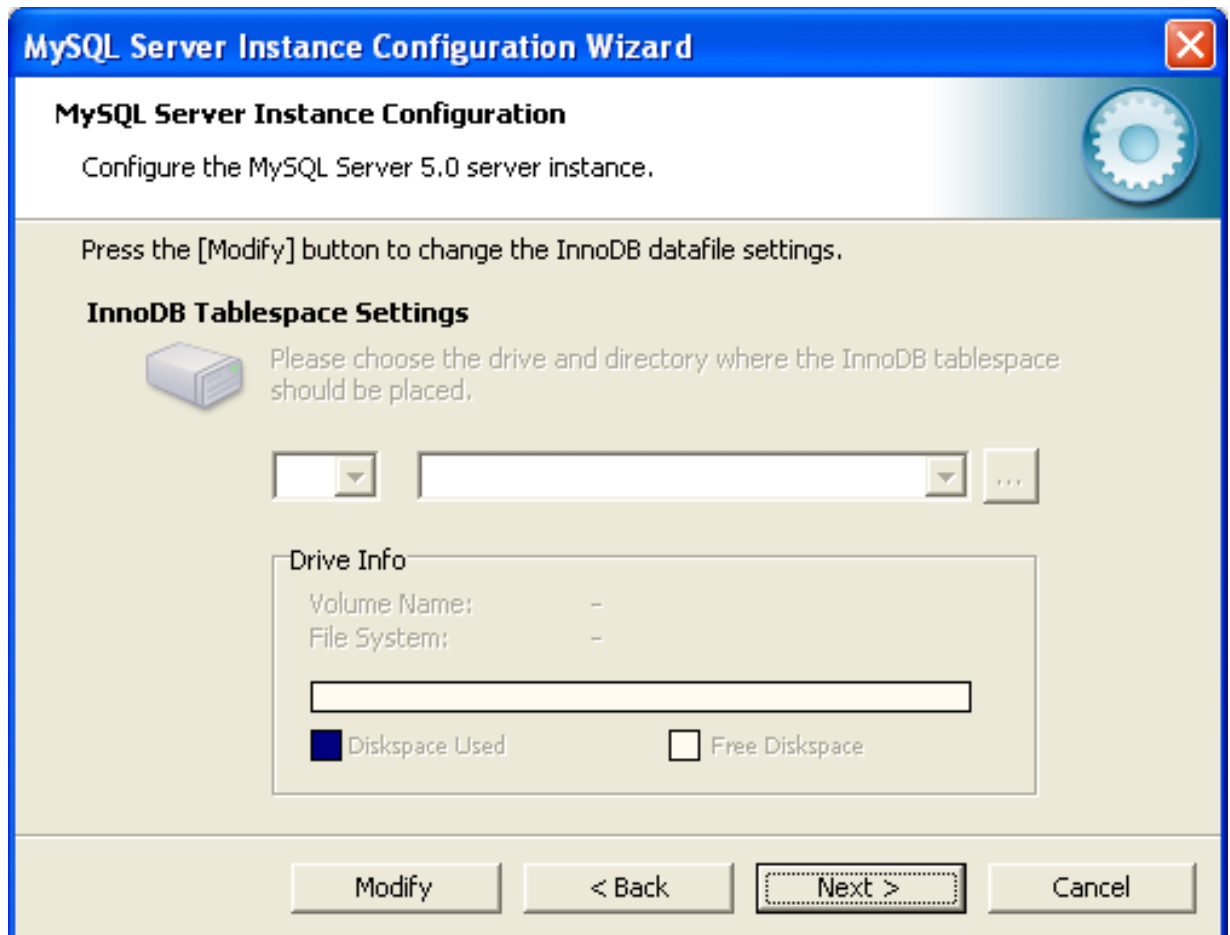 MySQL Server Instance Configuration Wizard
MySQL Server Instance Configuration
Configure the MySQL Server 5.0 server instance.
Press the [Modify] button to change the InnoDB datafile settings.
InnoDB Tablespace Settings
Please choose the drive and directory where the InnoDB tablespace
should be placed.
...
Drive Info
Volume Name: -
File System: -
Diskspace Used Free Diskspace
Modify < Back Next > Cancel